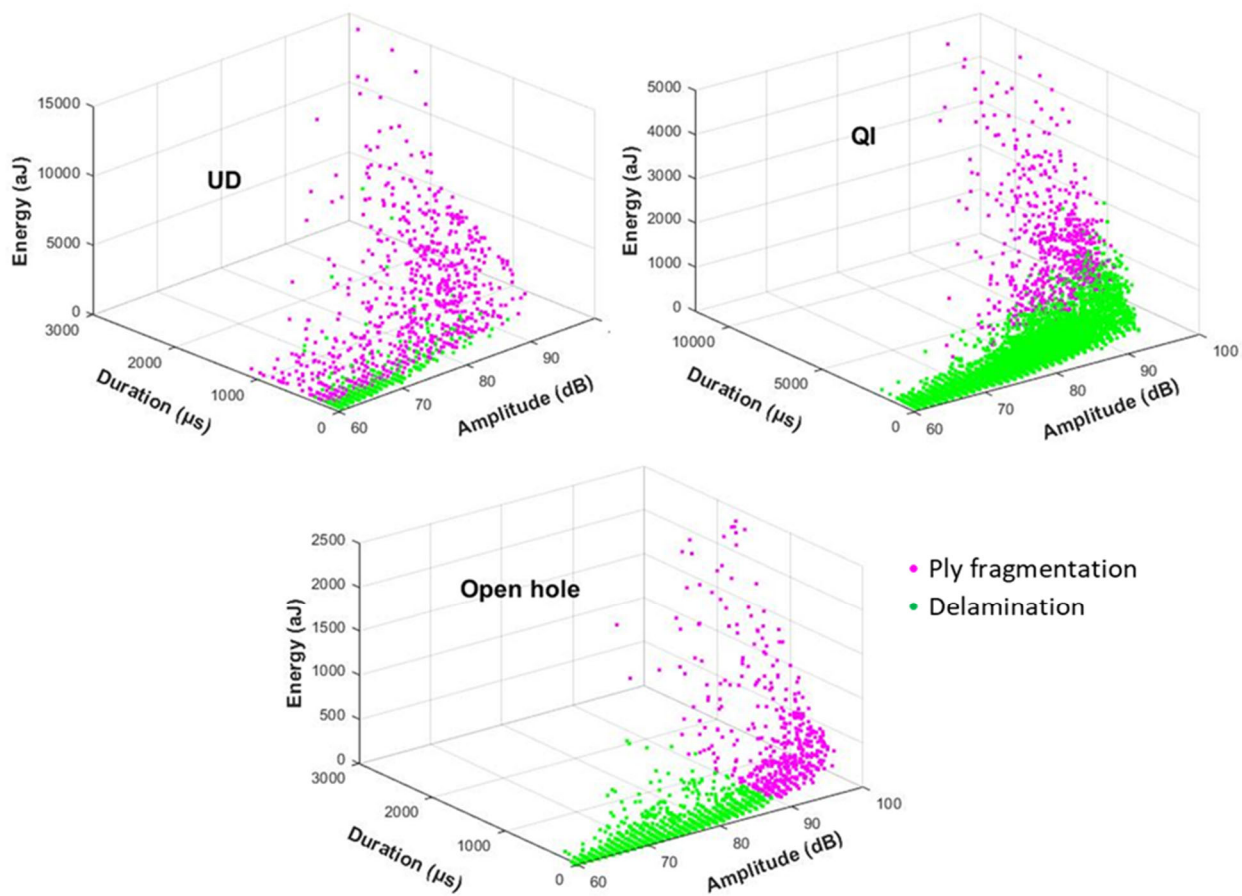 UD
Energy (aJ)
15000
10000
5000
0
3000
2000
1000
0
Duration (µs)
60
70
80
90
Amplitude (dB)
QI
Energy (aJ)
5000
4000
3000
2000
1000
0
10000
5000
0
Duration (µs)
60
70
80
90
100
Amplitude (dB)
Open hole
Energy (aJ)
2500
2000
1500
1000
500
0
3000
2000
1000
0
Duration (µs)
60
70
80
90
100
Amplitude (dB)
Ply fragmentation
Delamination